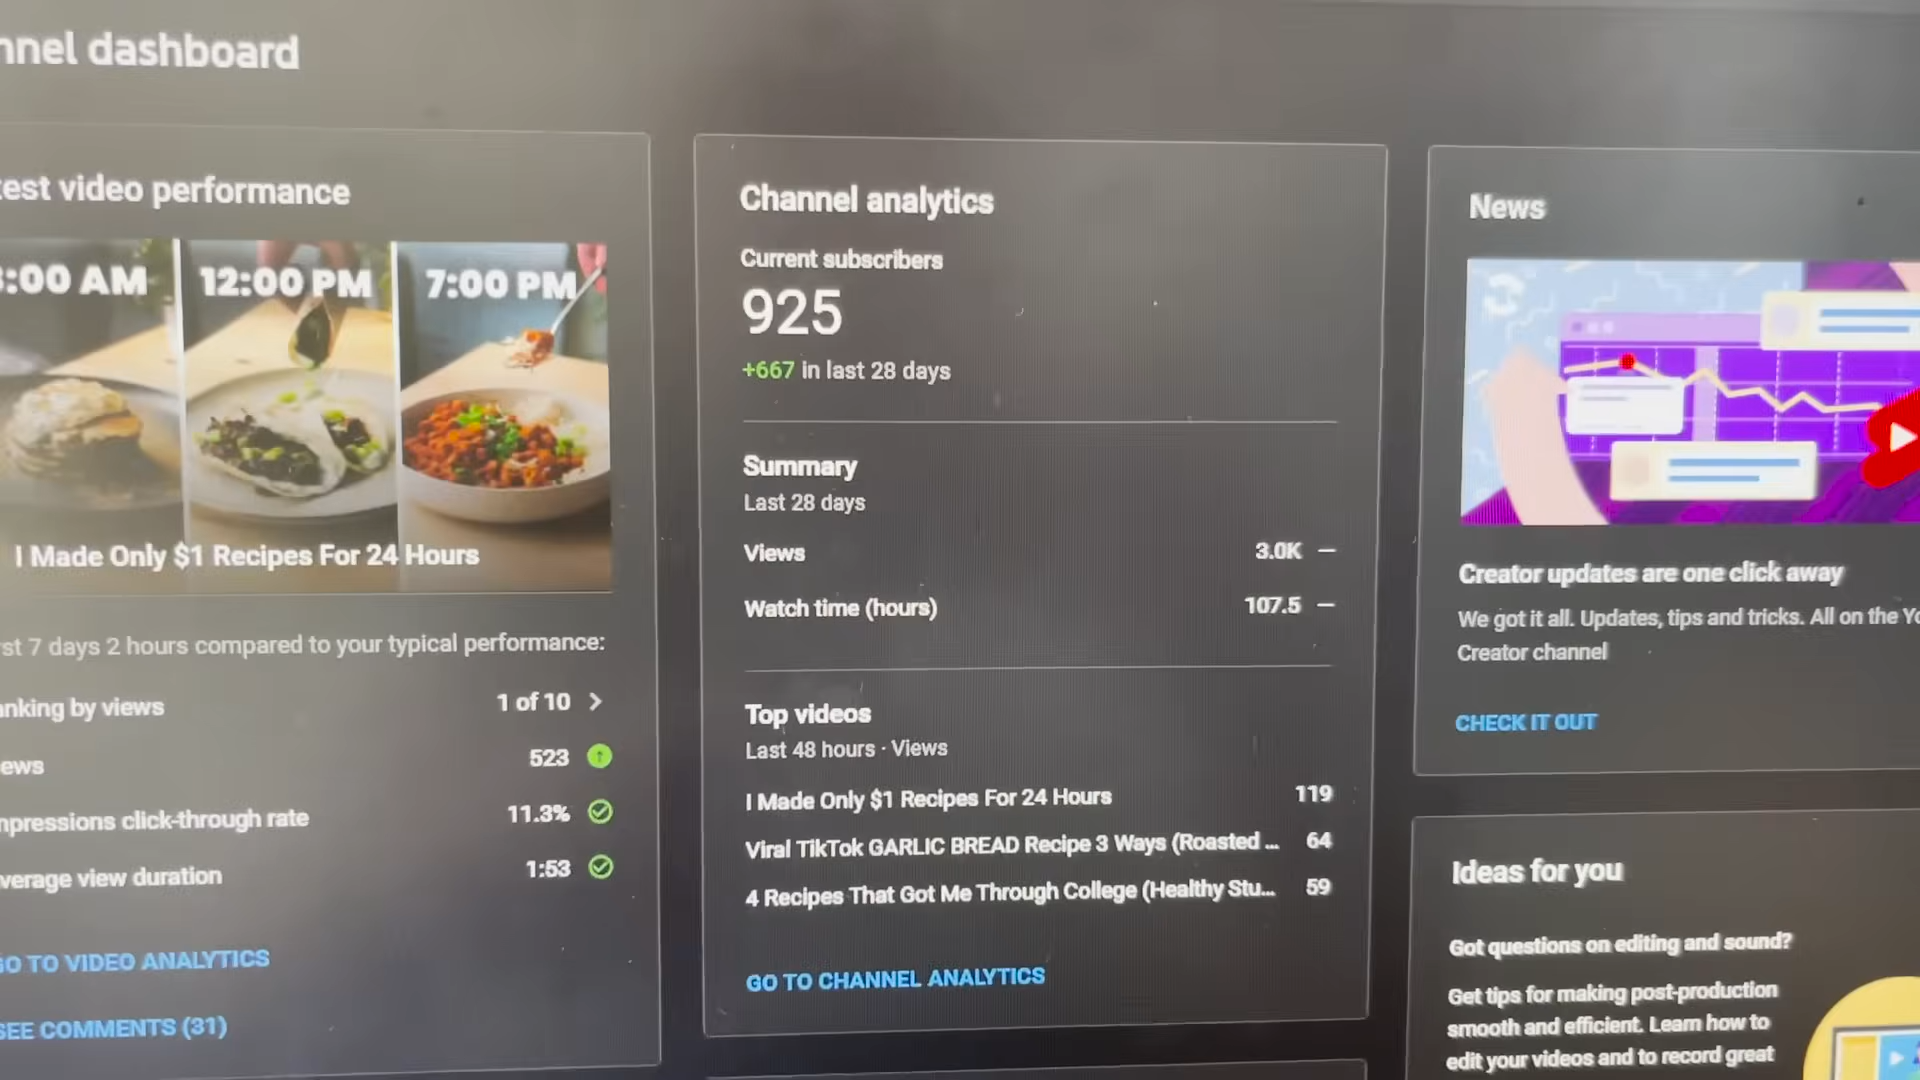 nnel dashboard
test video performance
:00 AM
12:00 PM
7:00 PM
I Made Only $1 Recipes For 24 Hours
rst 7 days 2 hours compared to your typical performance:
anking by views
1 of 10
ews
523
mpressions click-through rate
11.3%
verage view duration
1:53
GO TO VIDEO ANALYTICS
SEE COMMENTS (31)
Channel analytics
Current subscribers
925
+667 in last 28 days
Summary
Last 28 days
Views
3.0K —
Watch time (hours)
107.5 —
Top videos
Last 48 hours · Views
I Made Only $1 Recipes For 24 Hours
119
Viral TikTok GARLIC BREAD Recipe 3 Ways (Roasted ...
64
4 Recipes That Got Me Through College (Healthy Stu...
59
GO TO CHANNEL ANALYTICS
News
Creator updates are one click away
We got it all. Updates, tips and tricks. All on the Yo
Creator channel
CHECK IT OUT
Ideas for you
Got questions on editing and sound?
Get tips for making post-production
smooth and efficient. Learn how to
edit your videos and to record great